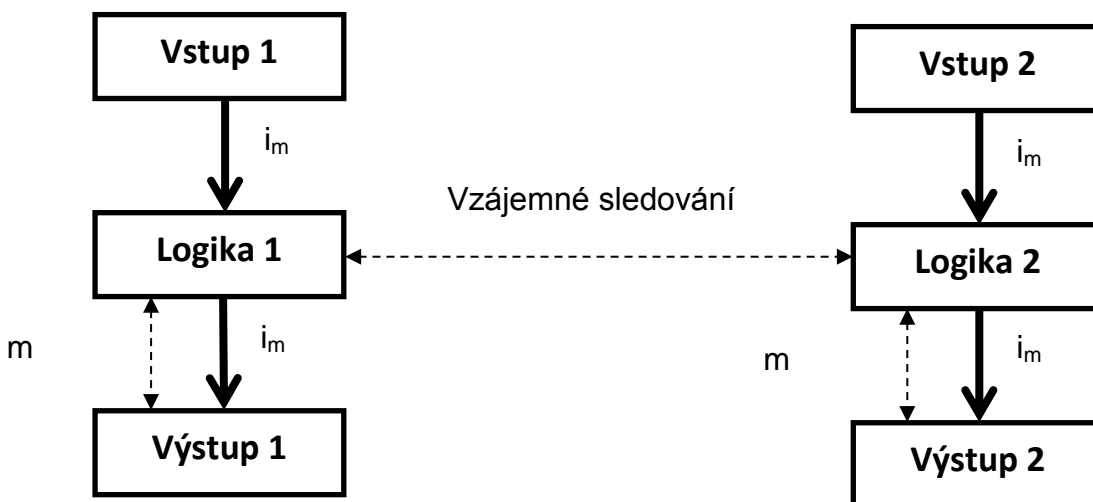 Vstup 1
Vstup 2
iₘ
iₘ
Vzájemné sledování
Logika 1
Logika 2
m
iₘ
m
iₘ
Výstup 1
Výstup 2